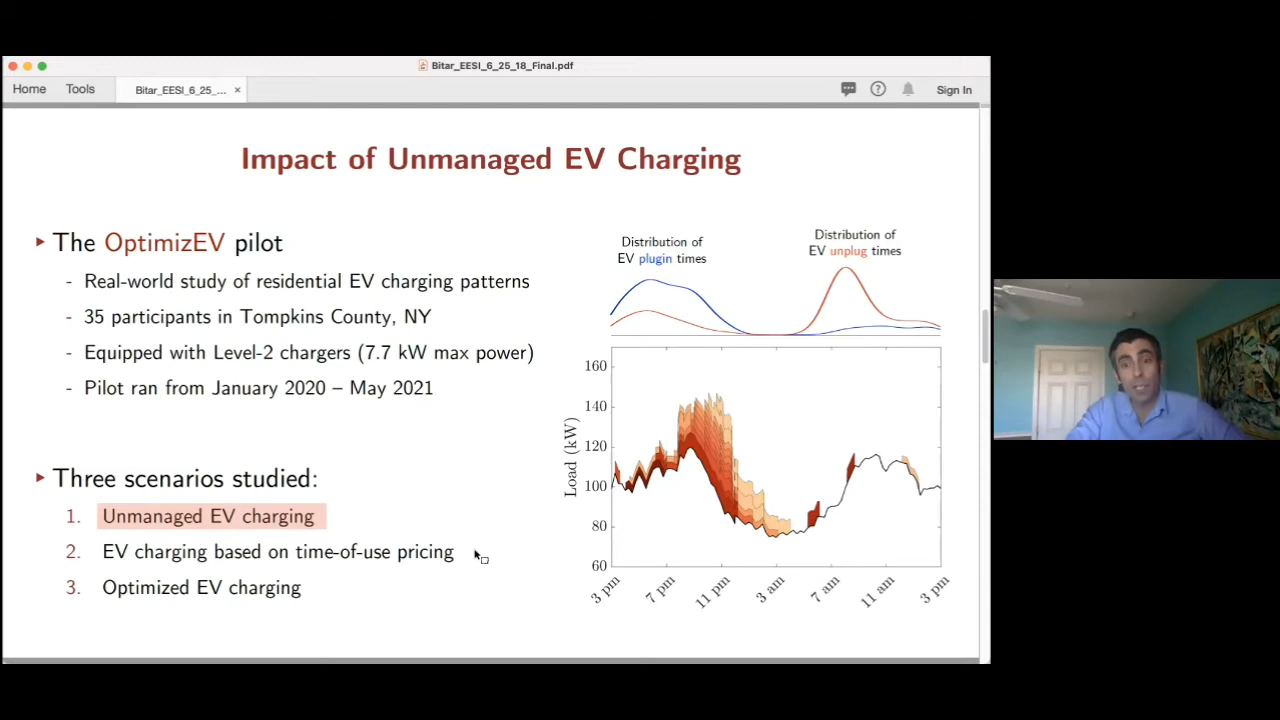 Bitar_EESI_6_25_18_Final.pdf
Home
Tools
Bitar_EESI_6_25_...
×
Sign In
Impact of Unmanaged EV Charging
▸ The OptimizEV pilot
- Real-world study of residential EV charging patterns
- 35 participants in Tompkins County, NY
- Equipped with Level-2 chargers (7.7 kW max power)
- Pilot ran from January 2020 – May 2021
▸ Three scenarios studied:
1. Unmanaged EV charging
2. EV charging based on time-of-use pricing
3. Optimized EV charging
Distribution of
EV plugin times
Distribution of
EV unplug times
Load (kW)
160
140
120
100
80
60
3 pm
7 pm
11 pm
3 am
7 am
11 am
3 pm